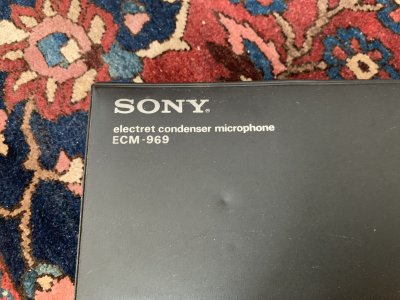 SONY®
electret condenser microphone
ECM-969